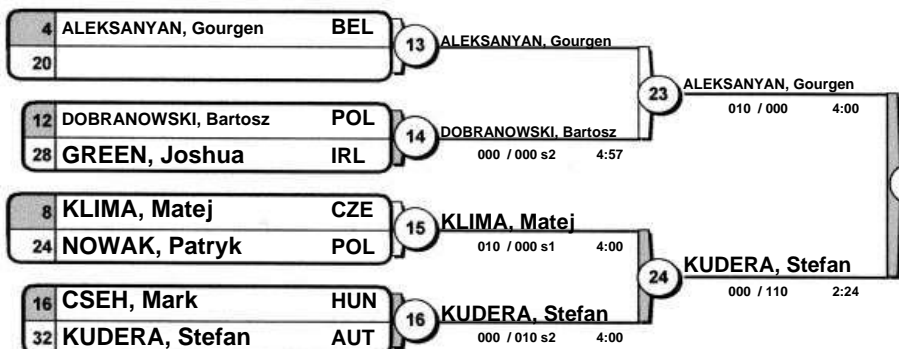 4 ALEKSANYAN, Gourgen BEL
20
13 ALEKSANYAN, Gourgen
12 DOBRANOWSKI, Bartosz POL
28 GREEN, Joshua IRL
14 DOBRANOWSKI, Bartosz
000 / 000 s2 4:57
23 ALEKSANYAN, Gourgen
010 / 000 4:00
8 KLIMA, Matej CZE
24 NOWAK, Patryk POL
15 KLIMA, Matej
010 / 000 s1 4:00
16 CSEH, Mark HUN
32 KUDERA, Stefan AUT
16 KUDERA, Stefan
000 / 010 s2 4:00
24 KUDERA, Stefan
000 / 110 2:24